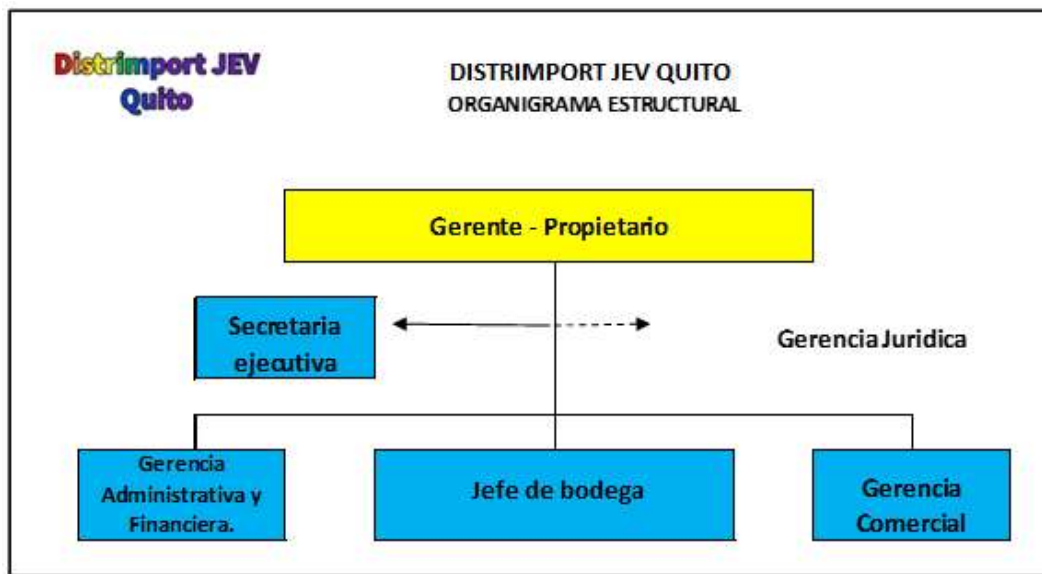 Distrimport JEV
Quito
DISTRIMPORT JEV QUITO
ORGANIGRAMA ESTRUCTURAL
Gerente - Propietario
Secretaria
ejecutiva
Gerencia Juridica
Gerencia
Administrativa y
Financiera.
Jefe de bodega
Gerencia
Comercial